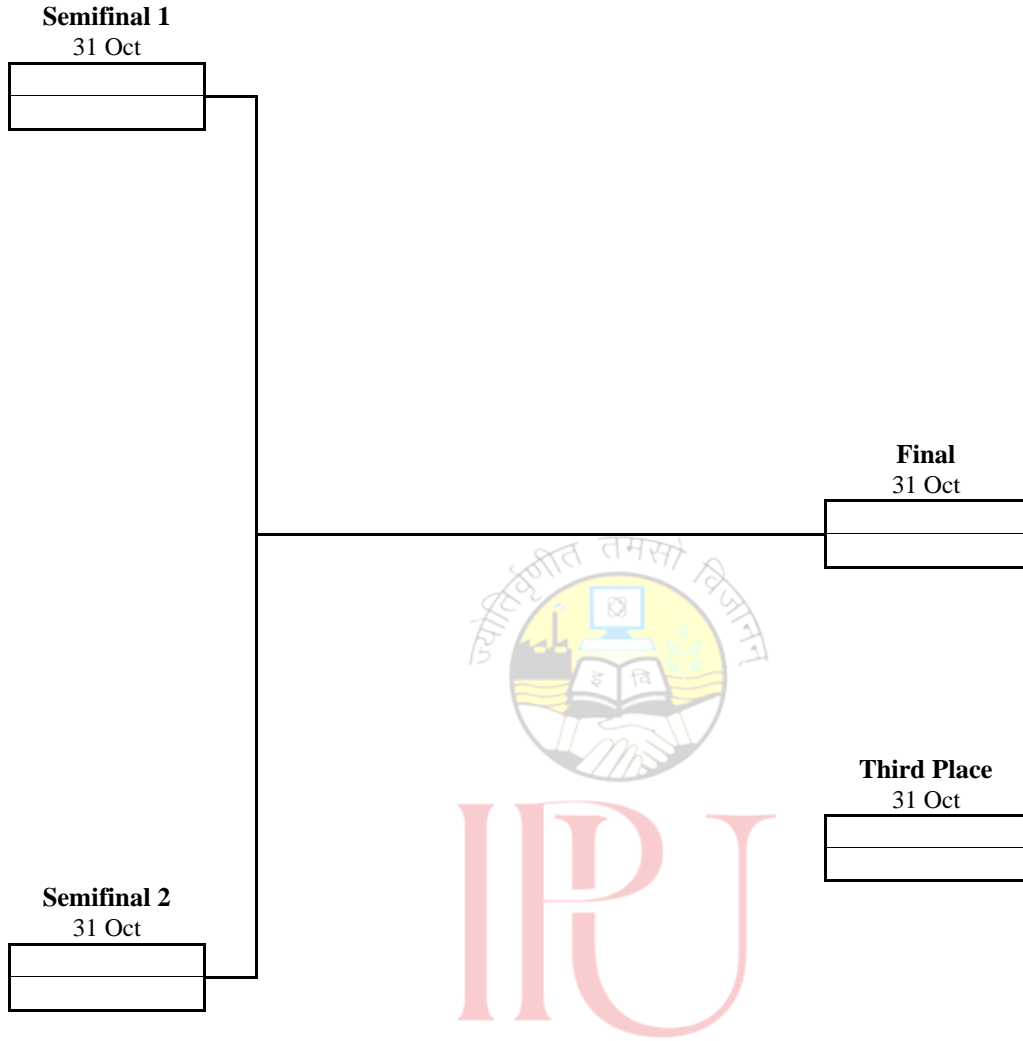 Semifinal 1
31 Oct
Final
31 Oct
ज्योतिर्वृणीत तमसो विजानन
इ वि
Third Place
31 Oct
IPU
Semifinal 2
31 Oct